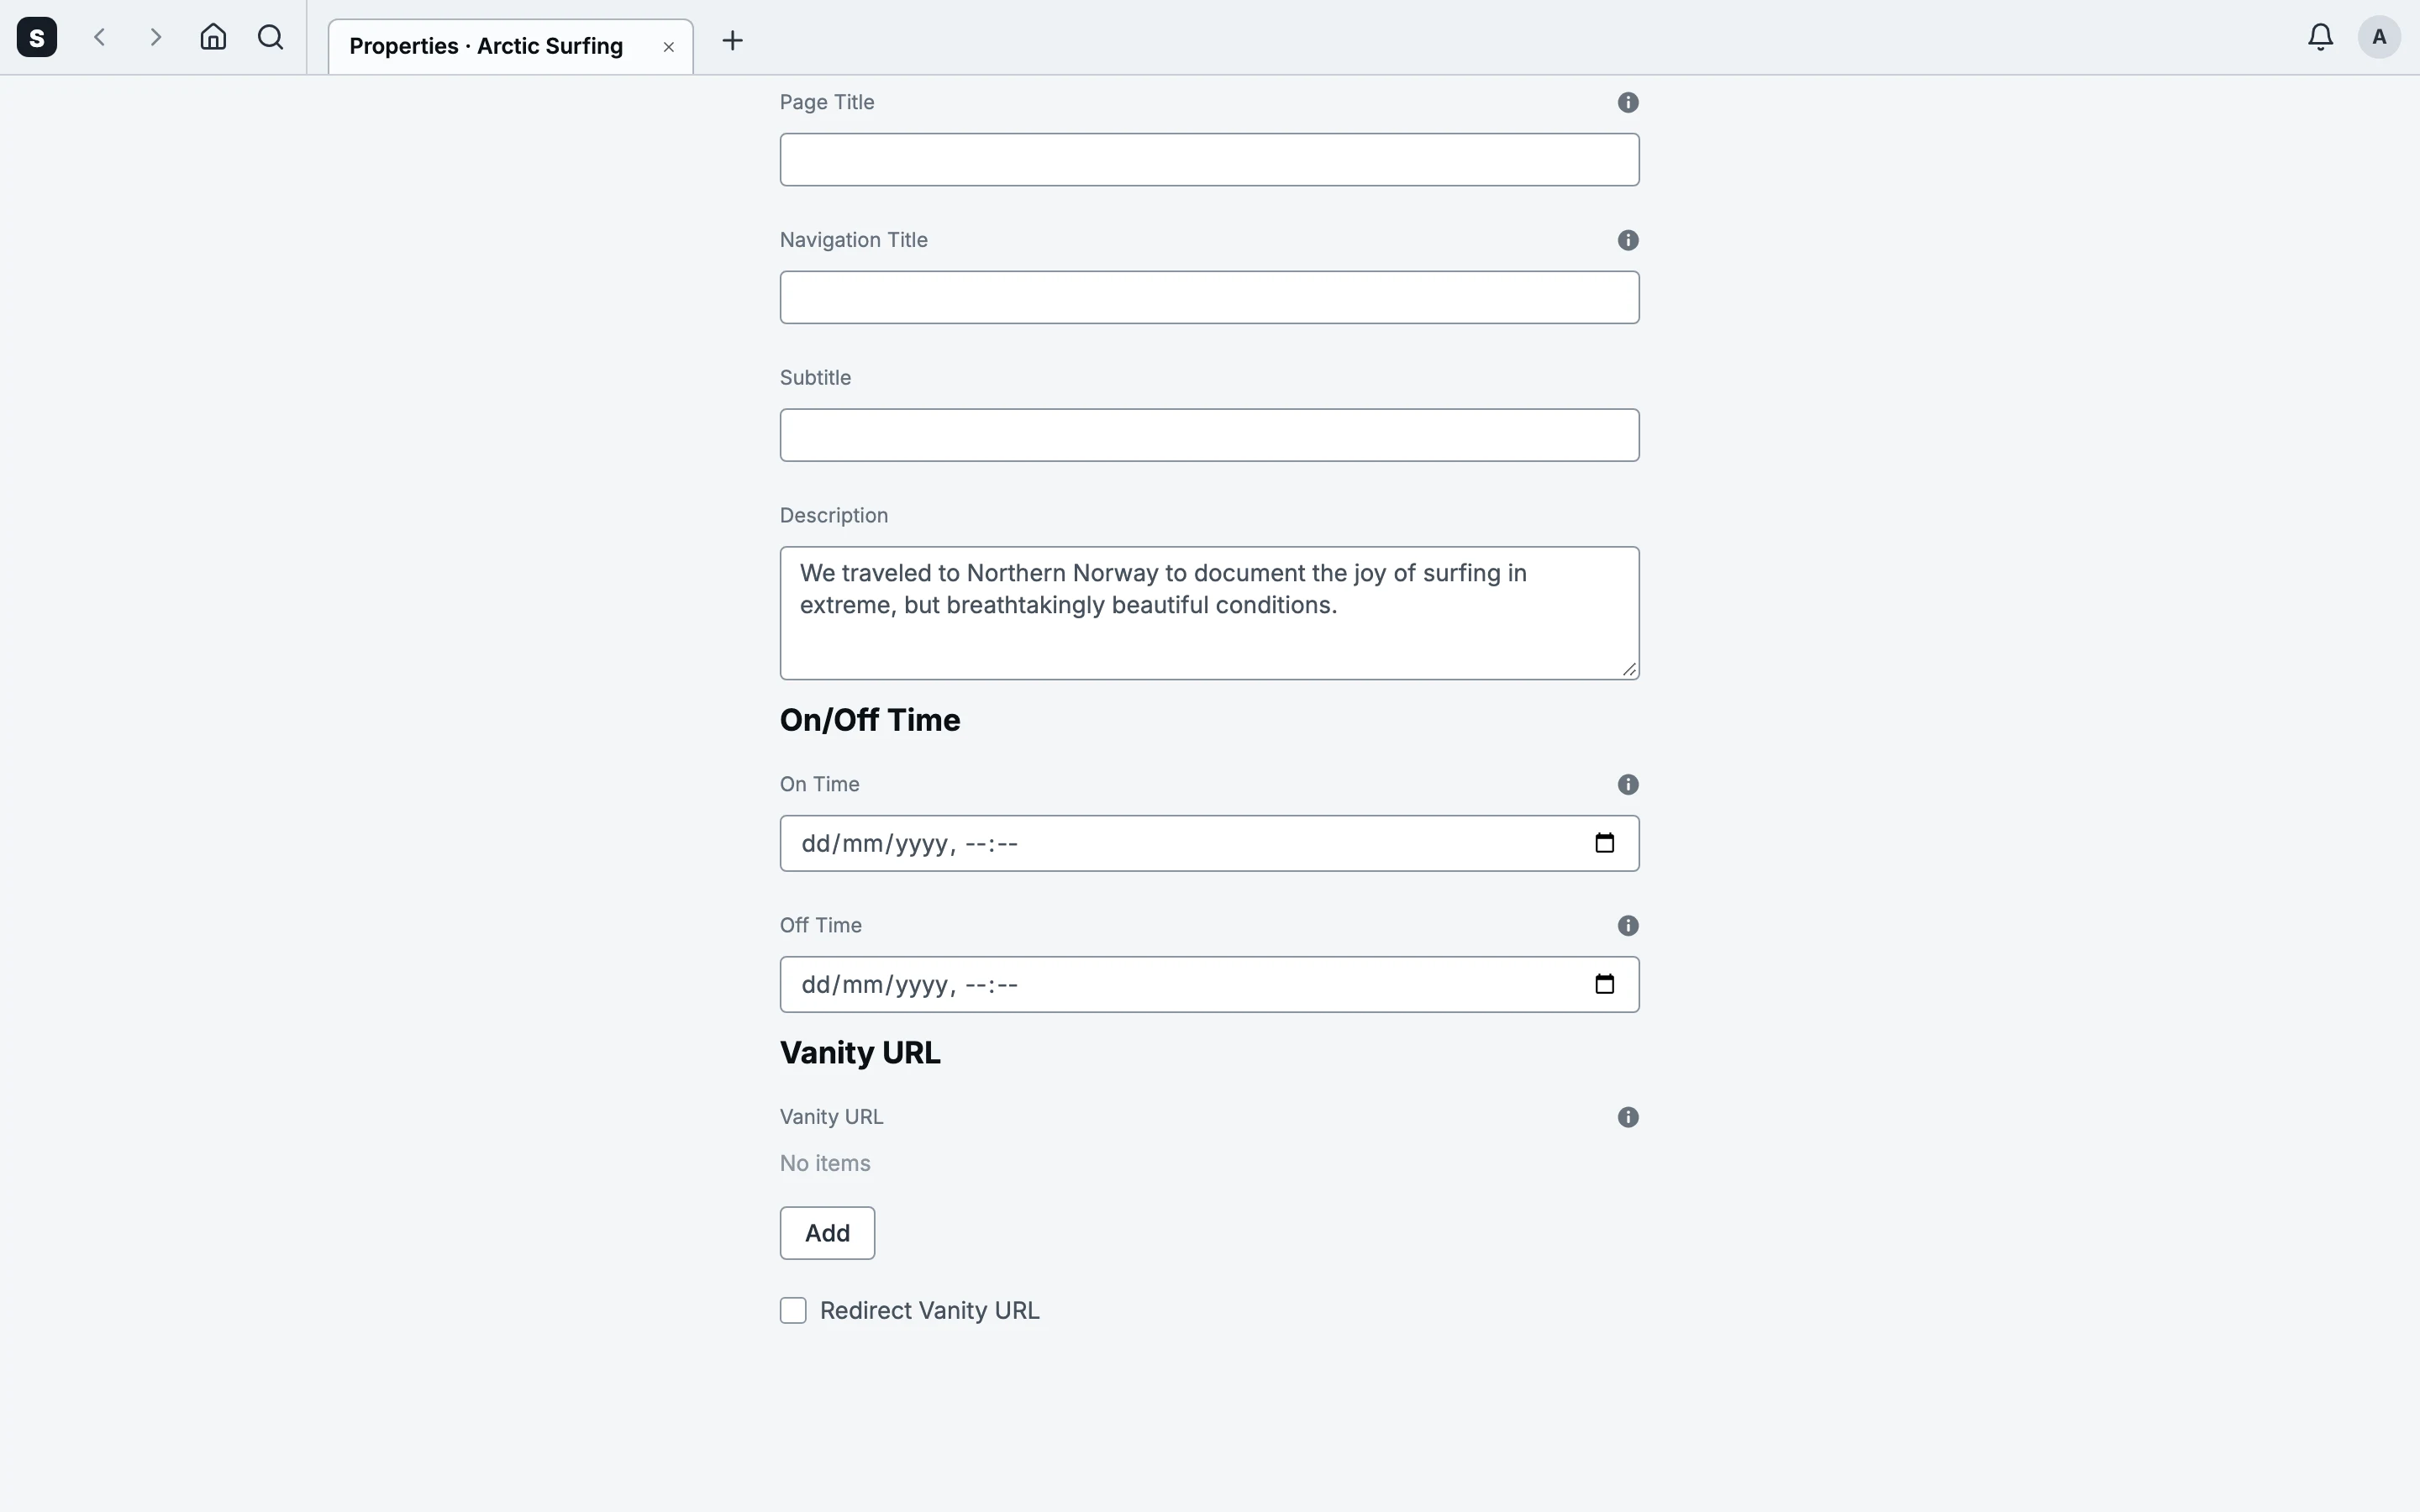 S
Properties · Arctic Surfing
A
Page Title
Navigation Title
Subtitle
Description
We traveled to Northern Norway to document the joy of surfing in
extreme, but breathtakingly beautiful conditions.
On/Off Time
On Time
dd/mm/yyyy, --:--
Off Time
dd/mm/yyyy, --:--
Vanity URL
Vanity URL
No items
Add
Redirect Vanity URL